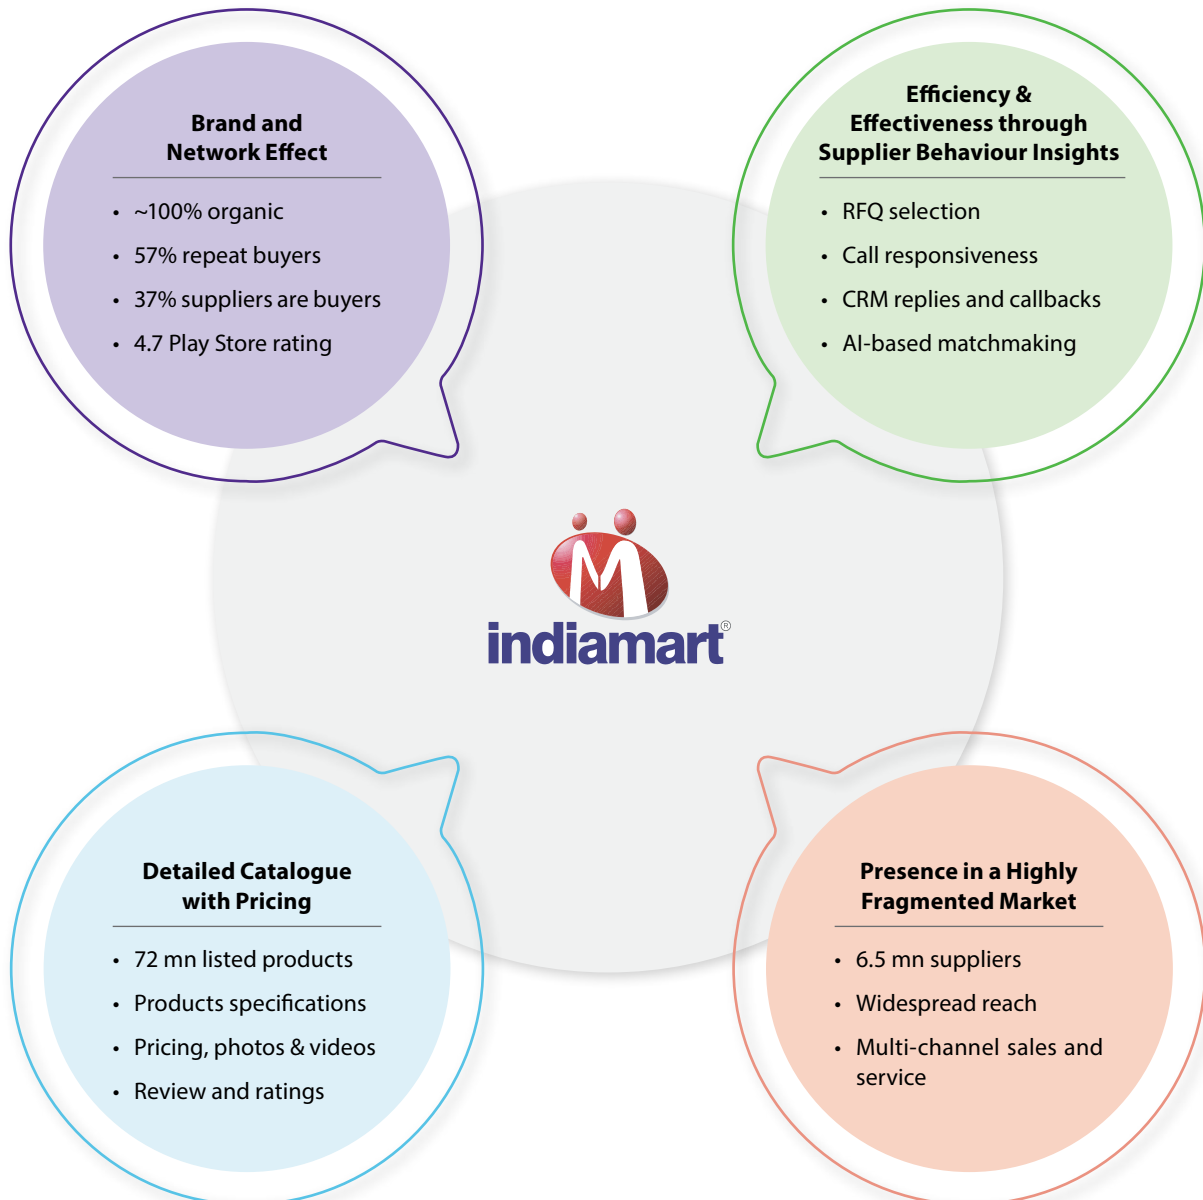 Brand and
Network Effect
• ~100% organic
• 57% repeat buyers
• 37% suppliers are buyers
• 4.7 Play Store rating
Efficiency &
Effectiveness through
Supplier Behaviour Insights
• RFQ selection
• Call responsiveness
• CRM replies and callbacks
• AI-based matchmaking
indiamart®
Detailed Catalogue
with Pricing
• 72 mn listed products
• Products specifications
• Pricing, photos & videos
• Review and ratings
Presence in a Highly
Fragmented Market
• 6.5 mn suppliers
• Widespread reach
• Multi-channel sales and
service